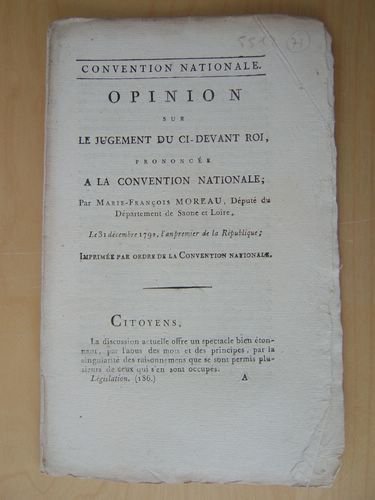 CONVENTION NATIONALE.
OPINION
SUR
LE JUGEMENT DU CI-DEVANT ROI,
PRONONCÉE
A LA CONVENTION NATIONALE;
Par MARIE-FRANÇOIS MOREAU, Député du
Département de Saone et Loire,
Le 31 décembre 1792, l'an premier de la République;
IMPRIMÉE PAR ORDRE DE LA CONVENTION NATIONALE.
CITOYENS,
La discussion actuelle offre un spectacle bien éton-
nant, par l'abus des mots et des principes, par la
singularité des raisonnemens que se sont permis plu-
sieurs de ceux qui s'en sont occupés.
Législation. (186.) A